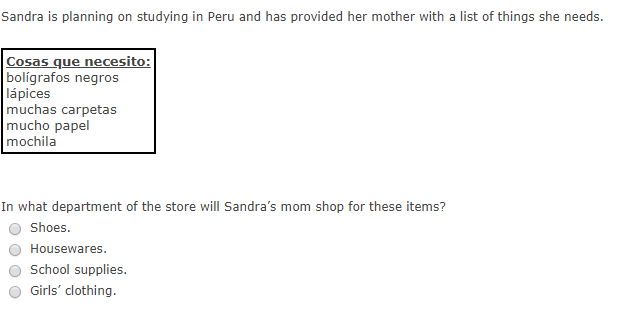 Sandra is planning on studying in Peru and has provided her mother with a list of things she needs.
Cosas que necesito:
bolígrafos negros
lápices
muchas carpetas
mucho papel
mochila
In what department of the store will Sandra's mom shop for these items?
Shoes.
Housewares.
School supplies.
Girls' clothing.